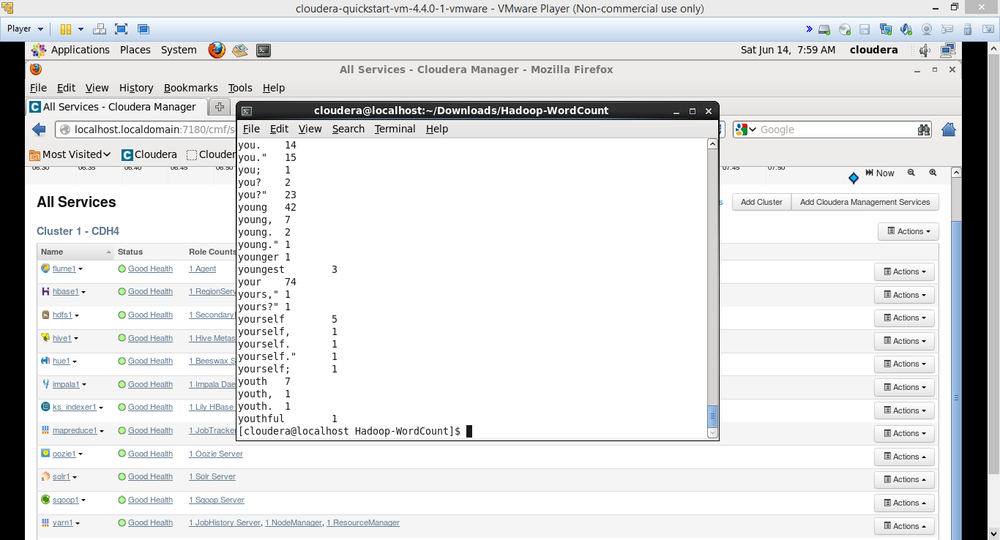 cloudera-quickstart-vm-4.4.0-1-vmware - VMware Player (Non-commercial use only)
Player
Applications Places System Sat Jun 14, 7:59 AM cloudera
All Services - Cloudera Manager - Mozilla Firefox
File Edit View History Bookmarks Tools Help
All Services - Cloudera Manager
localhost.localdomain:7180/cmf/s Google
Most Visited Cloudera Clouder
06:30 06:35 06:40 06:45 06:50 07:45 07:50 Now
All Services Add Cluster Add Cloudera Management Services
Cluster 1 - CDH4 Actions
Name Status Role Counts
flume1 Good Health 1 Agent Actions
hbase1 Good Health 1 RegionServ Actions
hdfs1 Good Health 1 Secondary Actions
hive1 Good Health 1 Hive Metas Actions
hue1 Good Health 1 Beeswax S Actions
impala1 Good Health 1 Impala Dae Actions
ks_indexer1 Good Health 1 Lily HBase Actions
mapreduce1 Good Health 1 JobTracker Actions
oozie1 Good Health 1 Oozie Server Actions
solr1 Good Health 1 Solr Server Actions
sqoop1 Good Health 1 Sqoop Server Actions
yarn1 Good Health 1 JobHistory Server, 1 NodeManager, 1 ResourceManager Actions
cloudera@localhost:~/Downloads/Hadoop-WordCount
File Edit View Search Terminal Help
you. 14
you." 15
you; 1
you? 2
you?" 23
young 42
young, 7
young. 2
young." 1
younger 1
youngest 3
your 74
yours," 1
yours?" 1
yourself 5
yourself, 1
yourself. 1
yourself." 1
yourself; 1
youth 7
youth, 1
youth. 1
youthful 1
[cloudera@localhost Hadoop-WordCount]$